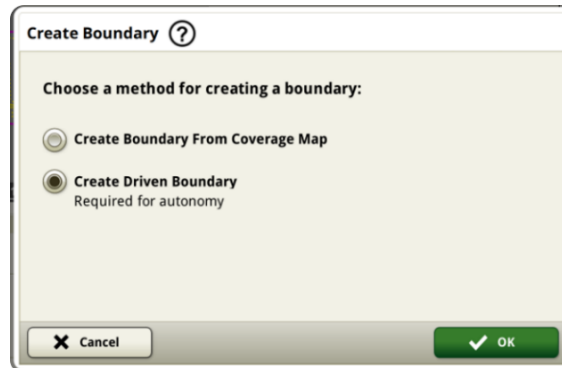 Create Boundary ?
Choose a method for creating a boundary:
Create Boundary From Coverage Map
Create Driven Boundary
Required for autonomy
Cancel
OK